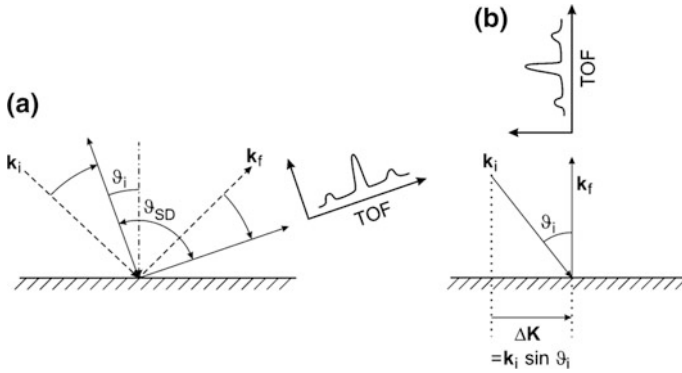 (a)
k_i
ϑ_i
ϑ_SD
k_f
TOF
(b)
TOF
k_i
k_f
ϑ_i
ΔK
=k_i sin ϑ_i